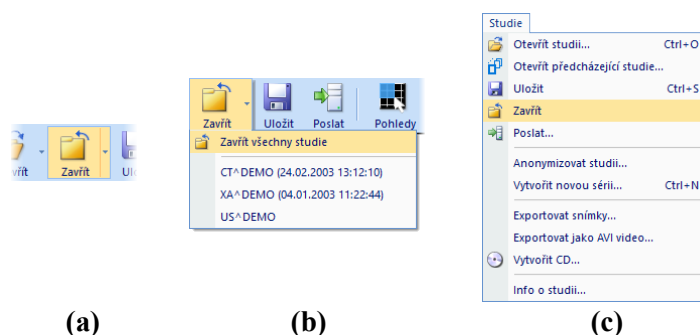 vřít
Zavřít
Ulo
(a)
Zavřít
Uložit
Poslat
Pohledy
Zavřít všechny studie
CT^DEMO (24.02.2003 13:12:10)
XA^DEMO (04.01.2003 11:22:44)
US^DEMO
(b)
Studie
Otevřít studii... Ctrl+O
Otevřít předcházející studie...
Uložit Ctrl+S
Zavřít
Poslat...
Anonymizovat studii...
Vytvořit novou sérii... Ctrl+N
Exportovat snímky...
Exportovat jako AVI video...
Vytvořit CD...
Info o studii...
(c)